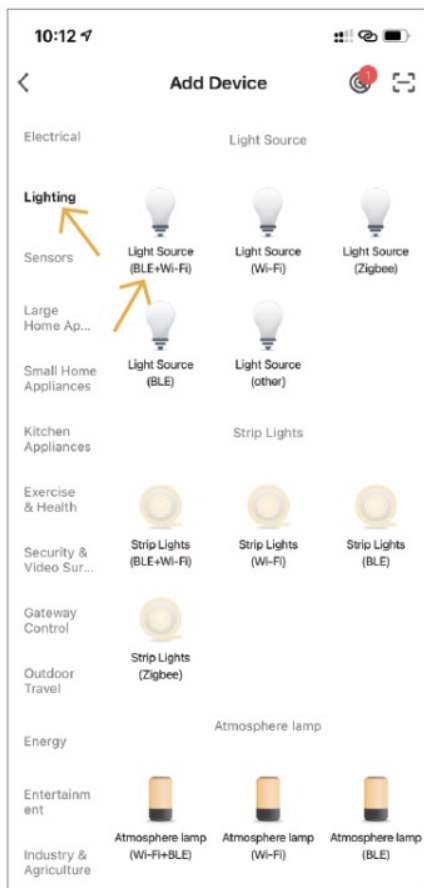 10:12
Add Device
1
Electrical
Lighting
Sensors
Large
Home Ap...
Small Home
Appliances
Kitchen
Appliances
Exercise
& Health
Security &
Video Sur...
Gateway
Control
Outdoor
Travel
Energy
Entertainm
ent
Industry &
Agriculture
Light Source
Light Source
(BLE+Wi-Fi)
Light Source
(Wi-Fi)
Light Source
(Zigbee)
Light Source
(BLE)
Light Source
(other)
Strip Lights
Strip Lights
(BLE+Wi-Fi)
Strip Lights
(Wi-Fi)
Strip Lights
(BLE)
Strip Lights
(Zigbee)
Atmosphere lamp
Atmosphere lamp
(Wi-Fi+BLE)
Atmosphere lamp
(Wi-Fi)
Atmosphere lamp
(BLE)